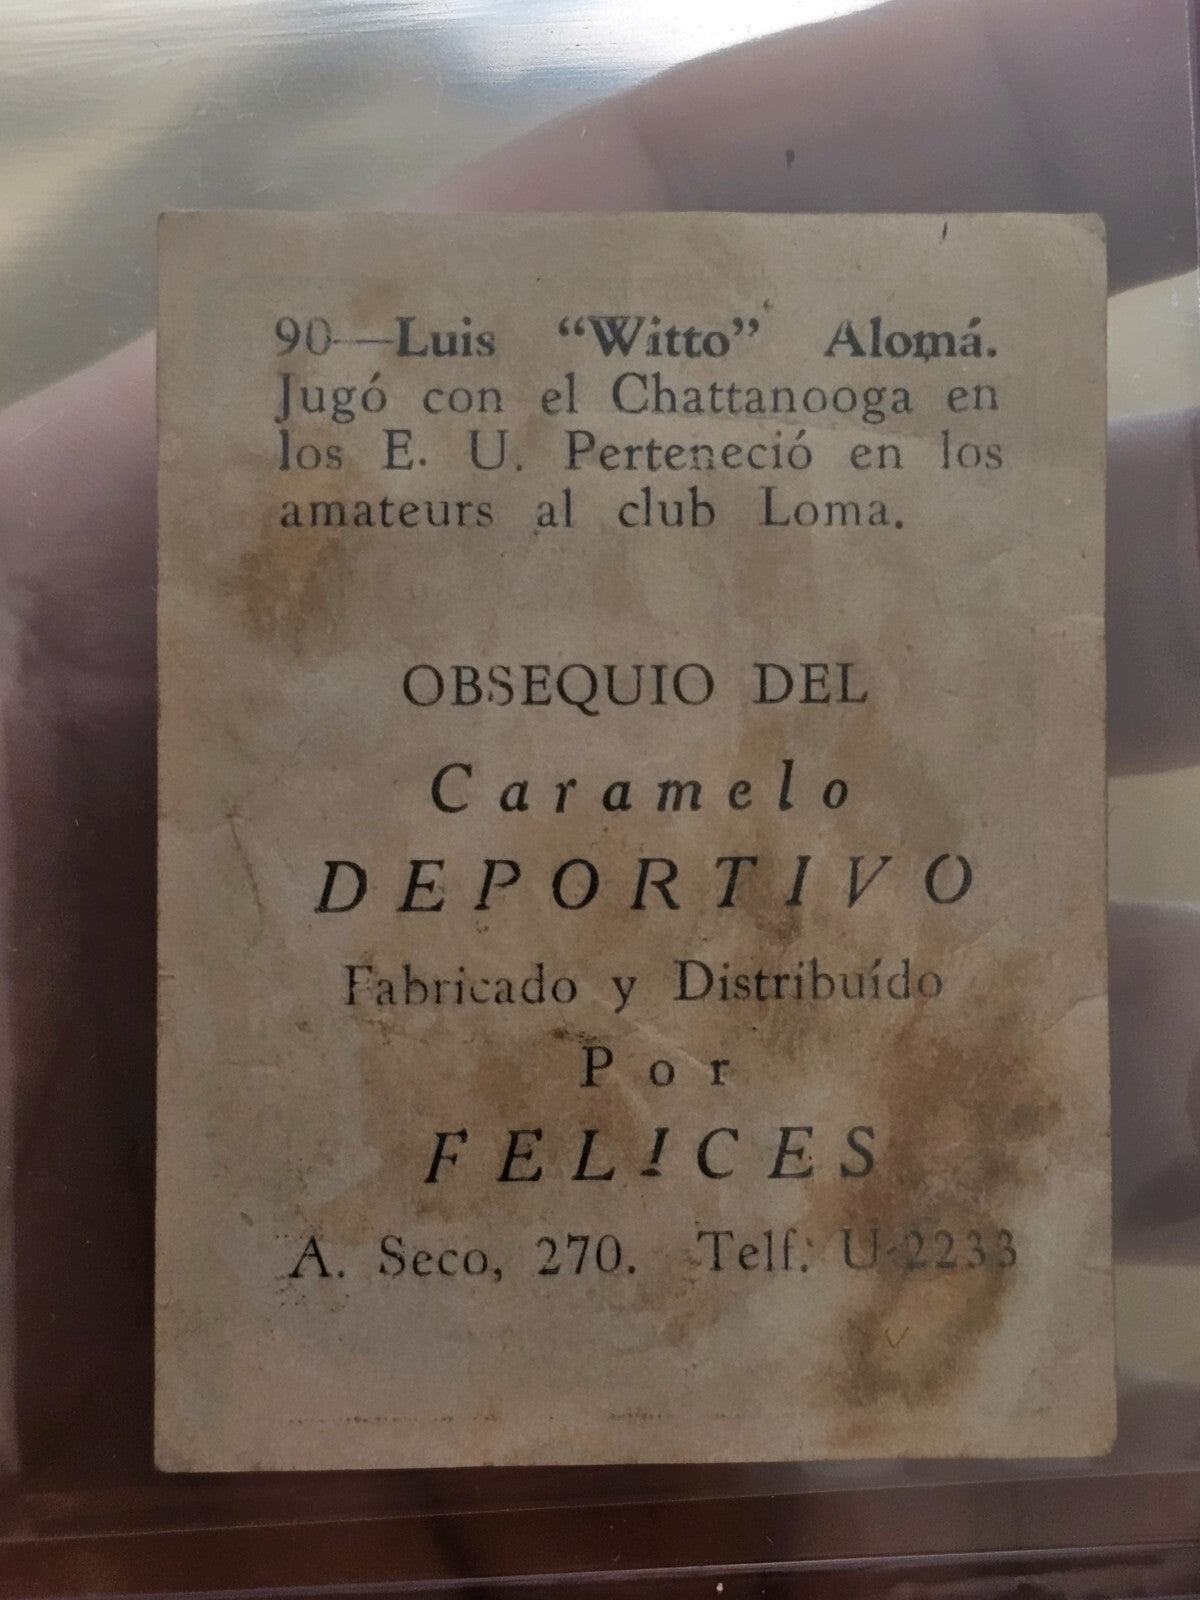 90—Luis “Witto” Alomá.
Jugó con el Chattanooga en
los E. U. Perteneció en los
amateurs al club Loma.
OBSEQUIO DEL
Caramelo
DEPORTIVO
Fabricado y Distribuído
Por
FELICES
A. Seco, 270. Telf: U-2233